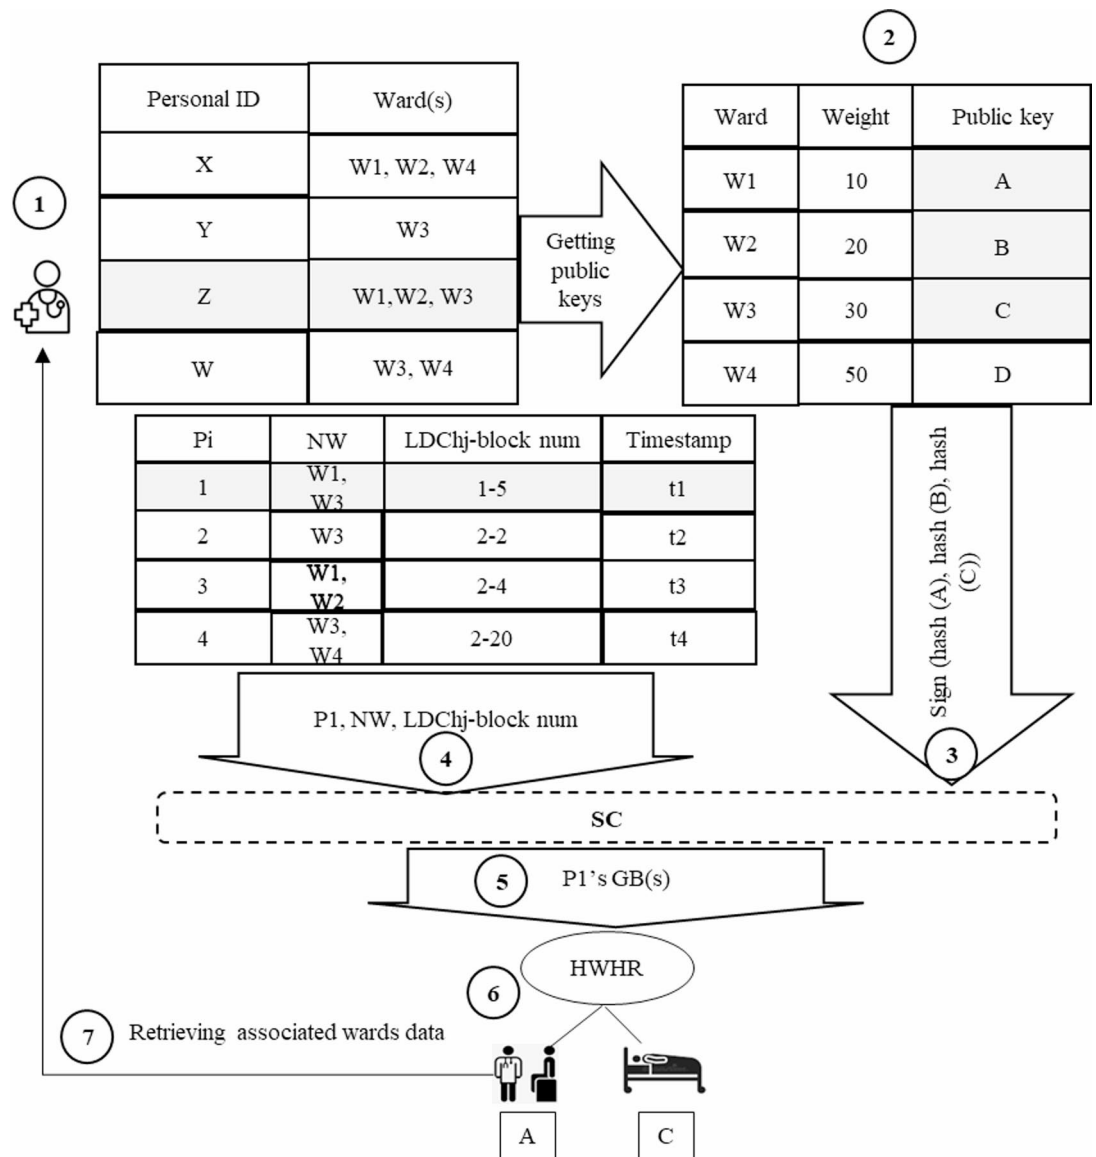 2
Personal ID Ward(s)
X W1, W2, W4
Y W3
Z W1,W2, W3
W W3, W4
1
Getting
public
keys
Ward Weight Public key
W1 10 A
W2 20 B
W3 30 C
W4 50 D
Pi NW LDChj-block num Timestamp
1 W1, W3 1-5 t1
2 W3 2-2 t2
3 W1, W2 2-4 t3
4 W3, W4 2-20 t4
Sign (hash (A), hash (B), hash
(C))
3
P1, NW, LDChj-block num
4
SC
5
P1's GB(s)
HWHR
6
7 Retrieving associated wards data
A C